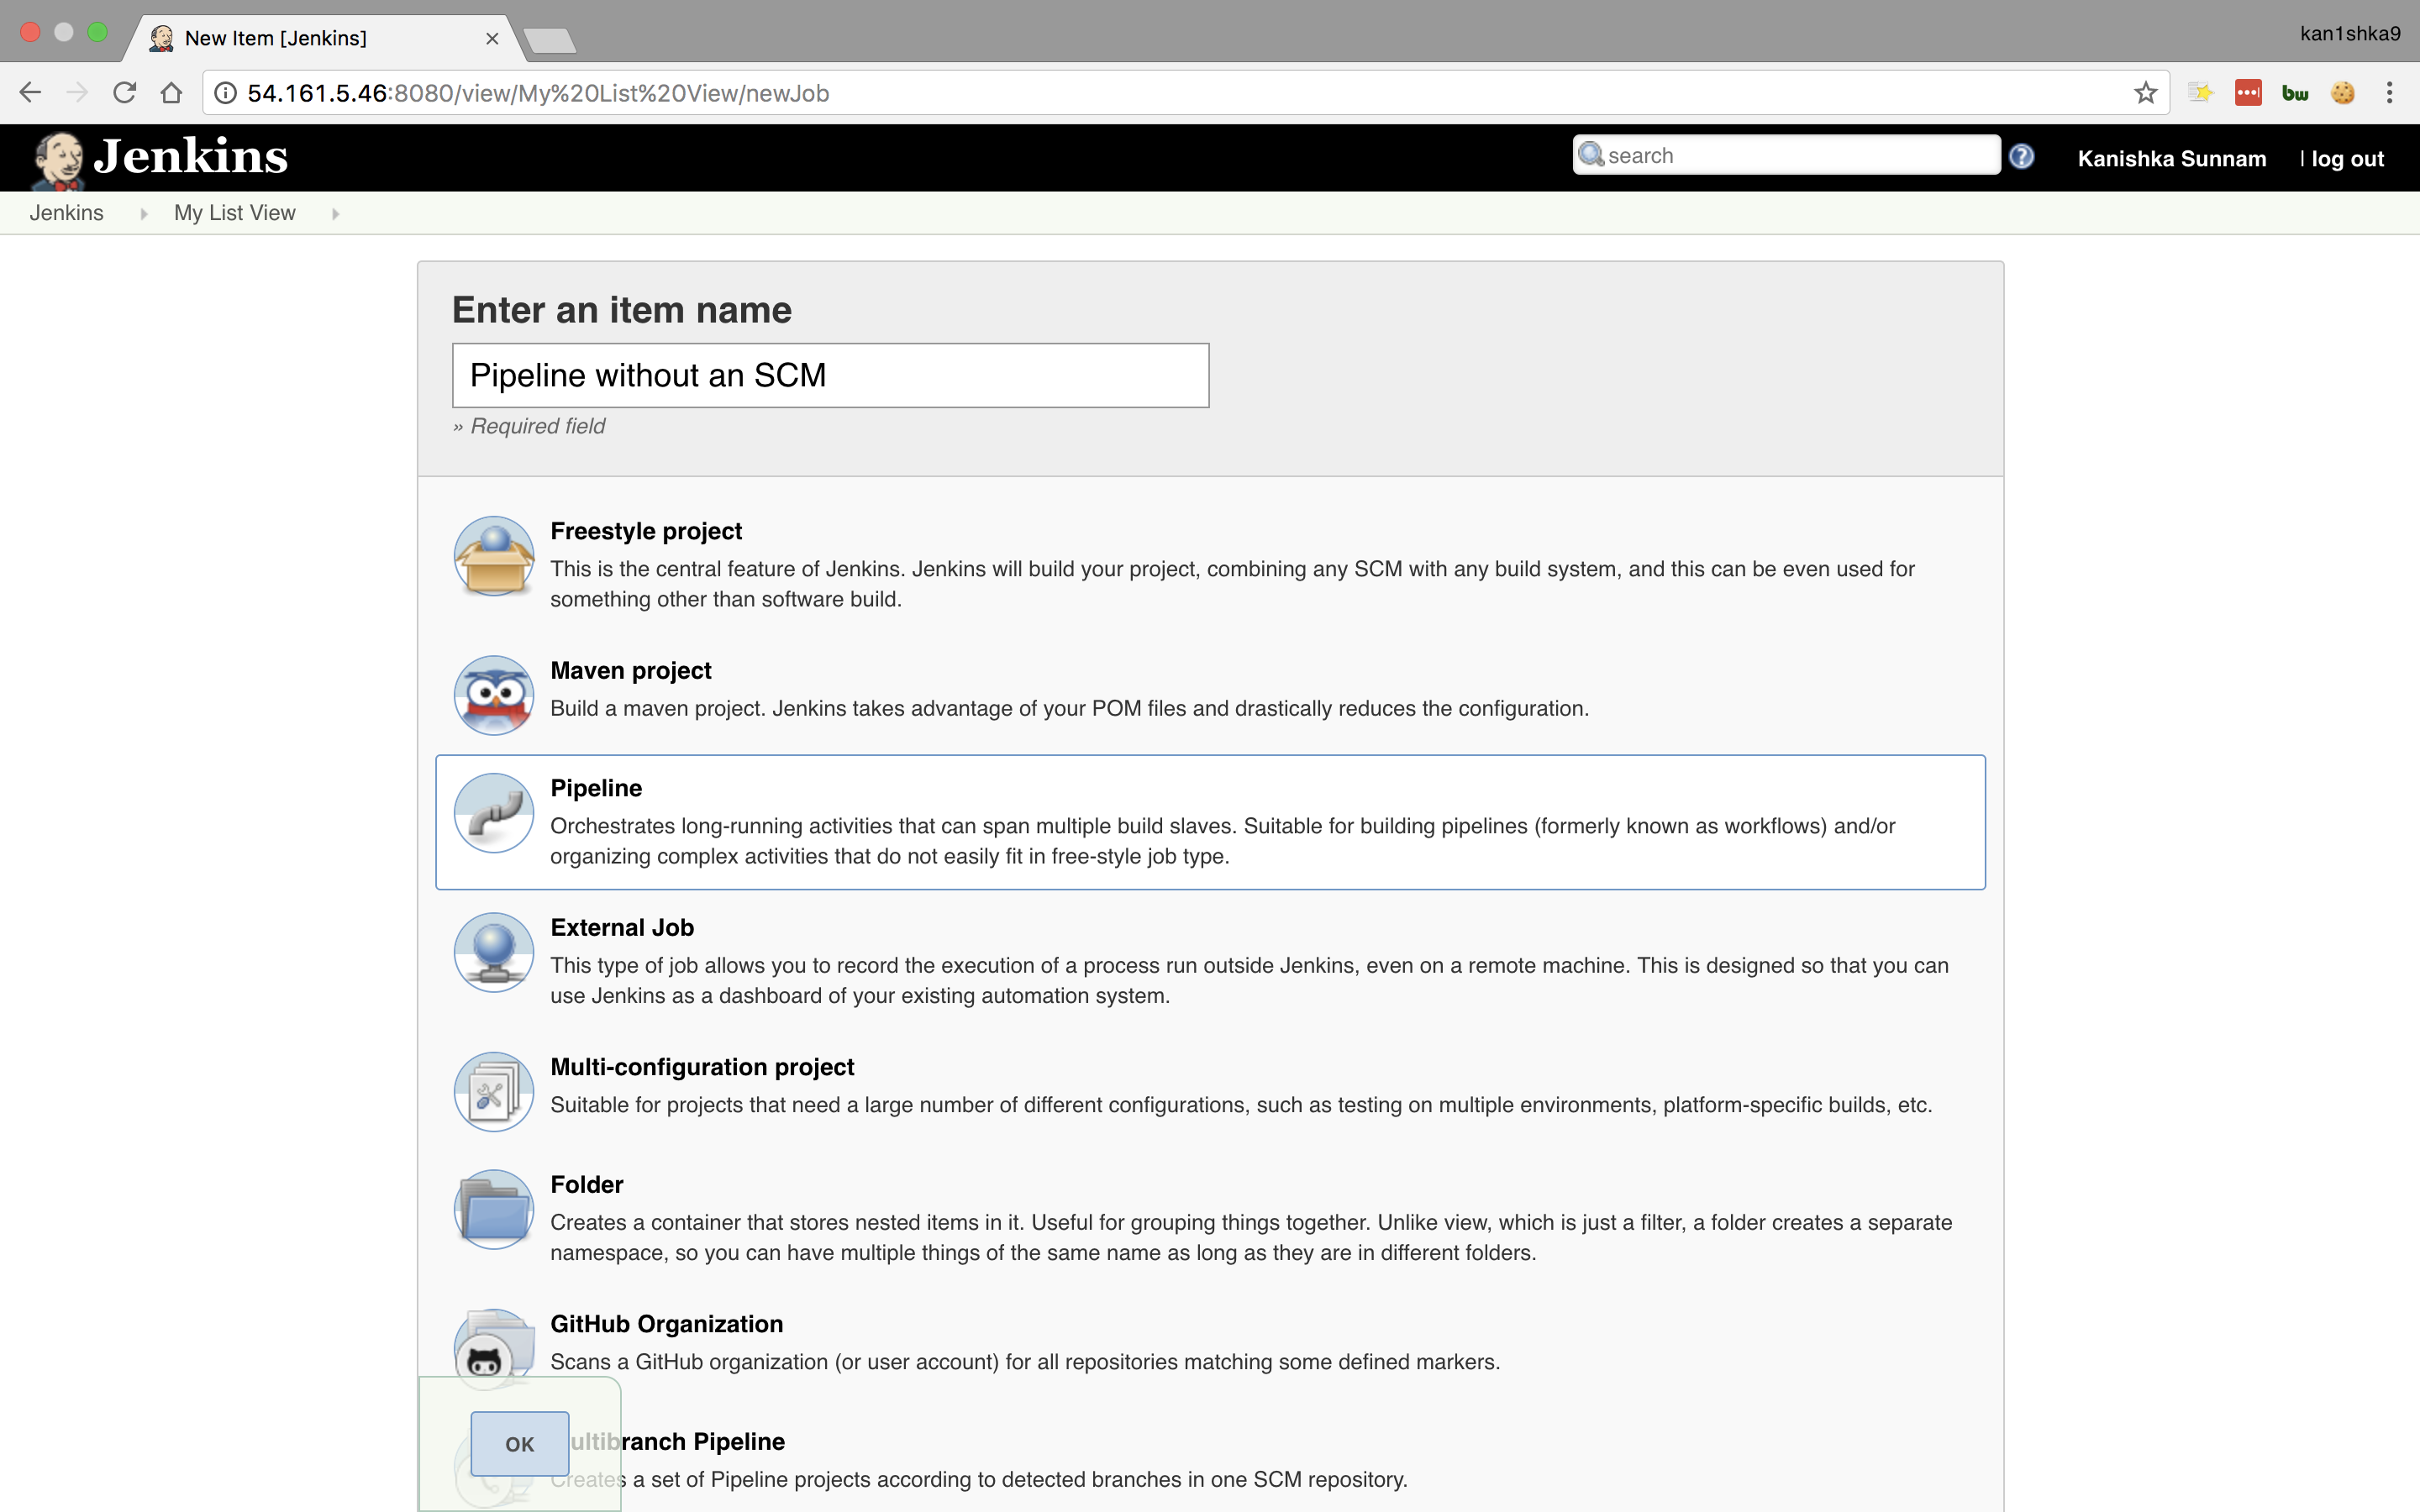 New Item [Jenkins]
kan1shka9
54.161.5.46:8080/view/My%20List%20View/newJob
bw
Jenkins
search
Kanishka Sunnam
| log out
Jenkins
My List View
Enter an item name
Pipeline without an SCM
» Required field
Freestyle project
This is the central feature of Jenkins. Jenkins will build your project, combining any SCM with any build system, and this can be even used for
something other than software build.
Maven project
Build a maven project. Jenkins takes advantage of your POM files and drastically reduces the configuration.
Pipeline
Orchestrates long-running activities that can span multiple build slaves. Suitable for building pipelines (formerly known as workflows) and/or
organizing complex activities that do not easily fit in free-style job type.
External Job
This type of job allows you to record the execution of a process run outside Jenkins, even on a remote machine. This is designed so that you can
use Jenkins as a dashboard of your existing automation system.
Multi-configuration project
Suitable for projects that need a large number of different configurations, such as testing on multiple environments, platform-specific builds, etc.
Folder
Creates a container that stores nested items in it. Useful for grouping things together. Unlike view, which is just a filter, a folder creates a separate
namespace, so you can have multiple things of the same name as long as they are in different folders.
GitHub Organization
Scans a GitHub organization (or user account) for all repositories matching some defined markers.
OK
ultibranch Pipeline
Creates a set of Pipeline projects according to detected branches in one SCM repository.